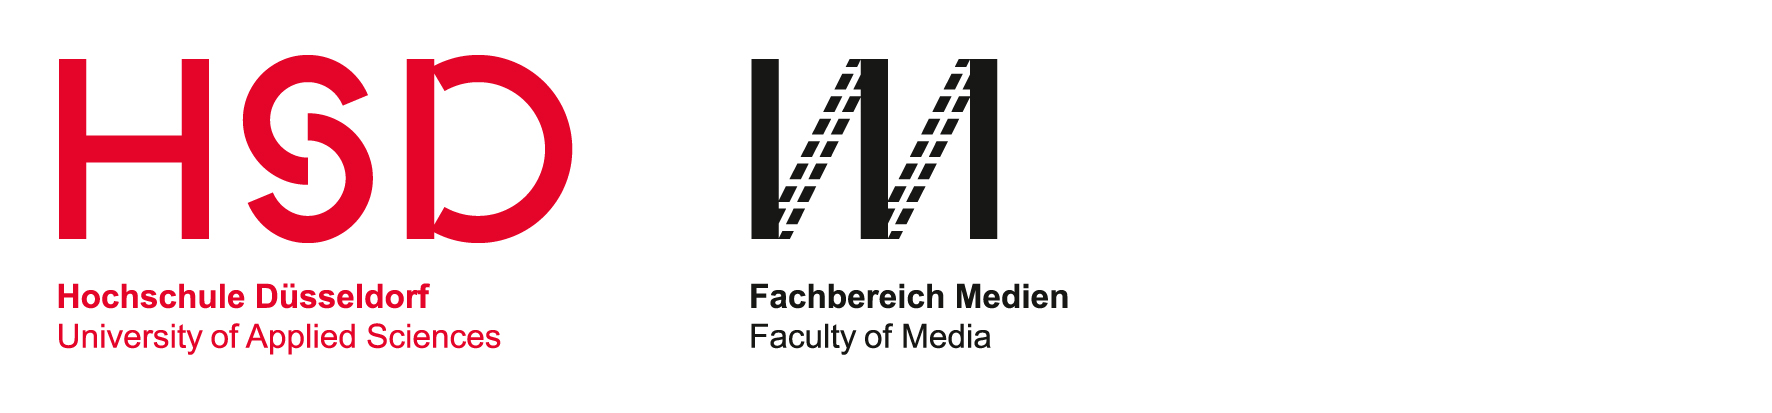 HSD
Hochschule Düsseldorf
University of Applied Sciences
M
Fachbereich Medien
Faculty of Media